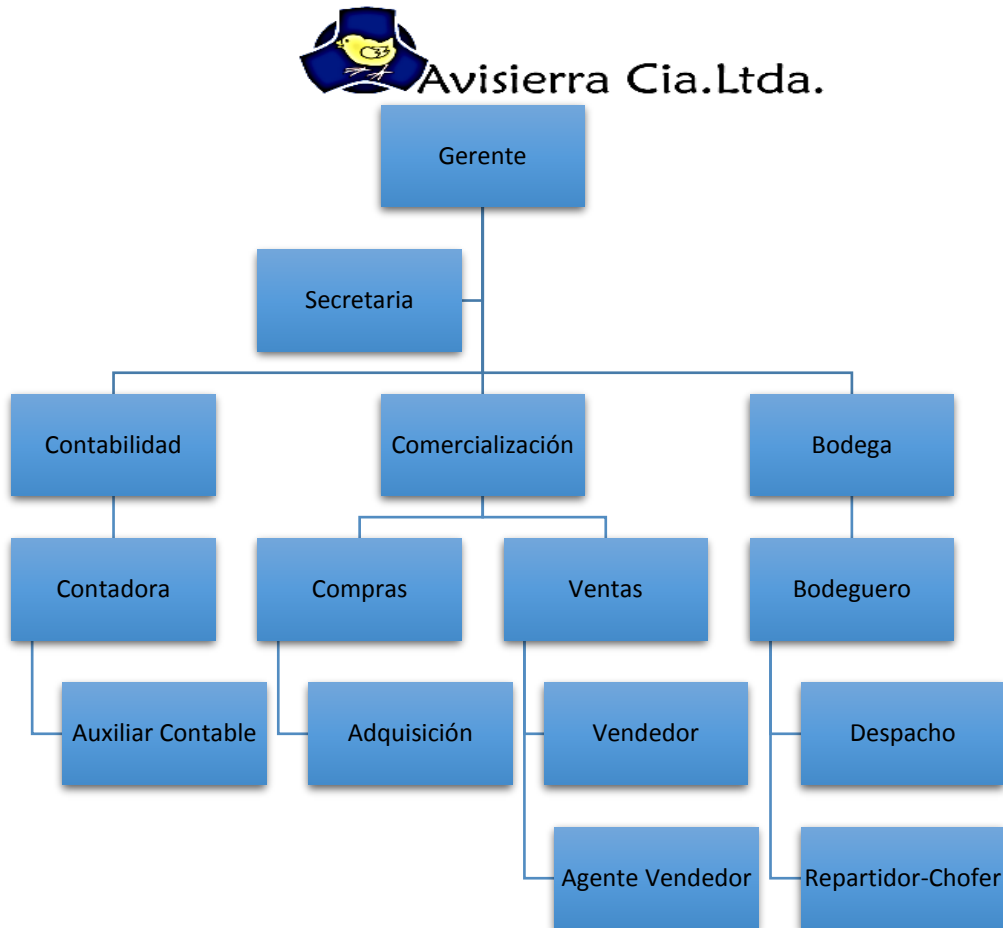 Avisierra Cia.Ltda.
Gerente
Secretaria
Contabilidad
Comercialización
Bodega
Contadora
Compras
Ventas
Bodeguero
Auxiliar Contable
Adquisición
Vendedor
Despacho
Agente Vendedor
Repartidor-Chofer